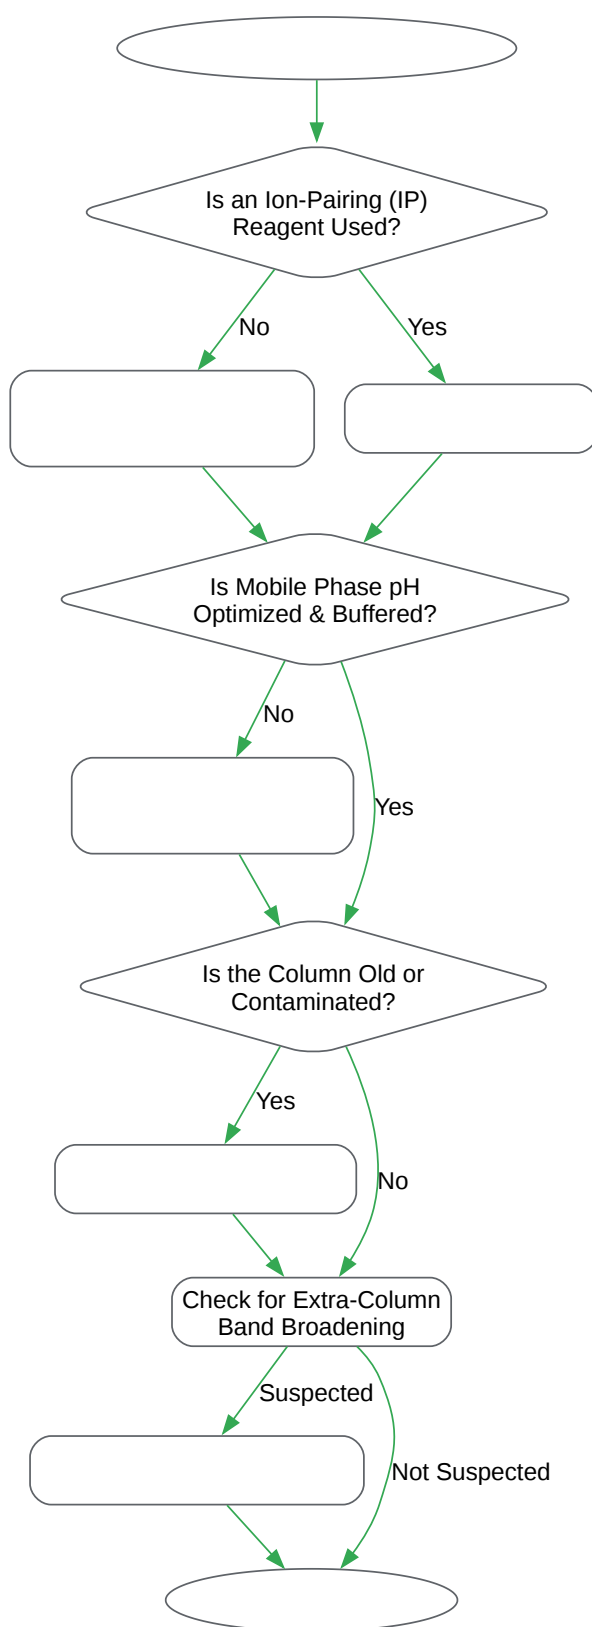 Is an Ion-Pairing (IP)
Reagent Used?
No
Yes
Is Mobile Phase pH
Optimized & Buffered?
No
Yes
Is the Column Old or
Contaminated?
Yes
No
Check for Extra-Column
Band Broadening
Suspected
Not Suspected